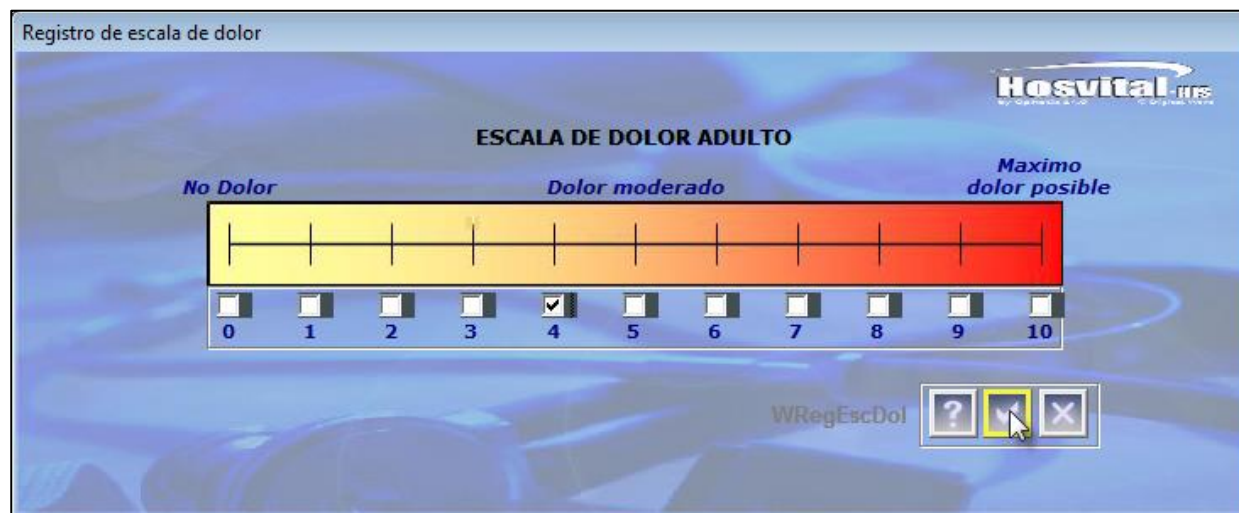 Registro de escala de dolor
Hosvital-HIS
ESCALA DE DOLOR ADULTO
Maximo
No Dolor Dolor moderado dolor posible
0 1 2 3 4 5 6 7 8 9 10
WRegEscDol ?